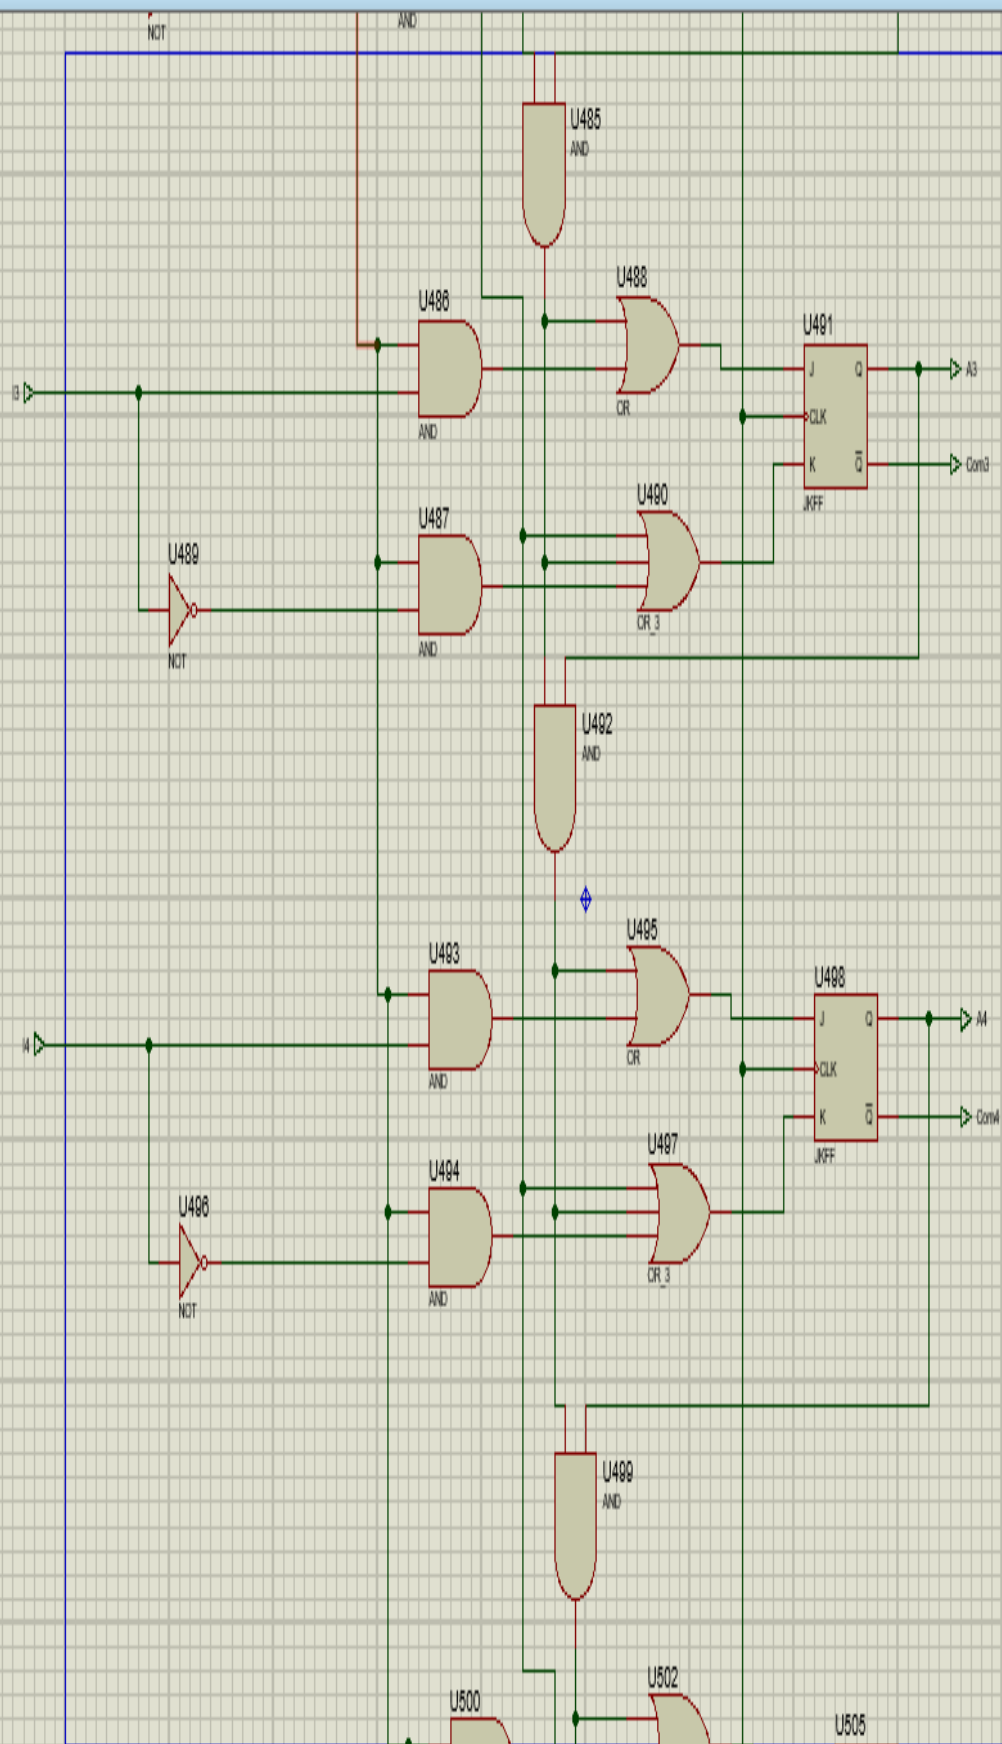 NOT
AND
U485
AND
U488
U486
U491
J Q A3
I3
CLK
OR
AND
K Q Com3
U487
U490
JKFF
U489
OR_3
NOT
AND
U492
AND
U495
U493
U498
J Q A4
I4
OR
CLK
AND
K Q Com4
U497
JKFF
U494
U496
OR_3
NOT
AND
U499
AND
U502
U500
U505